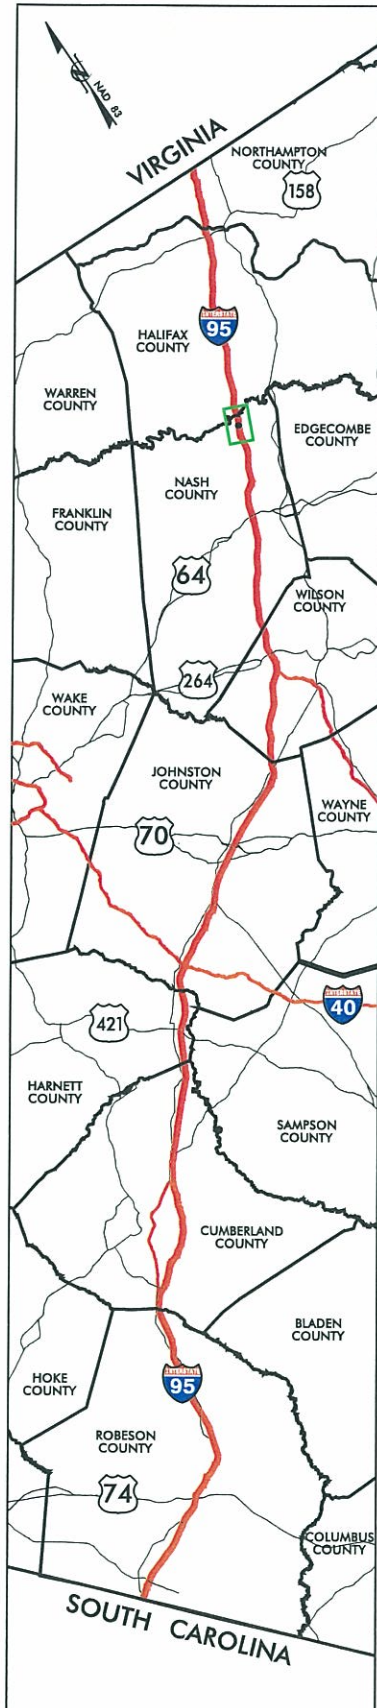 NAD 83
VIRGINIA
NORTHAMPTON
COUNTY
158
INTERSTATE
95
HALIFAX
COUNTY
WARREN
COUNTY
EDGECOMBE
COUNTY
NASH
COUNTY
FRANKLIN
COUNTY
64
WILSON
COUNTY
264
WAKE
COUNTY
JOHNSTON
COUNTY
WAYNE
COUNTY
70
INTERSTATE
40
421
HARNETT
COUNTY
SAMPSON
COUNTY
CUMBERLAND
COUNTY
BLADEN
COUNTY
INTERSTATE
95
HOKE
COUNTY
ROBESON
COUNTY
74
COLUMBUS
COUNTY
SOUTH CAROLINA